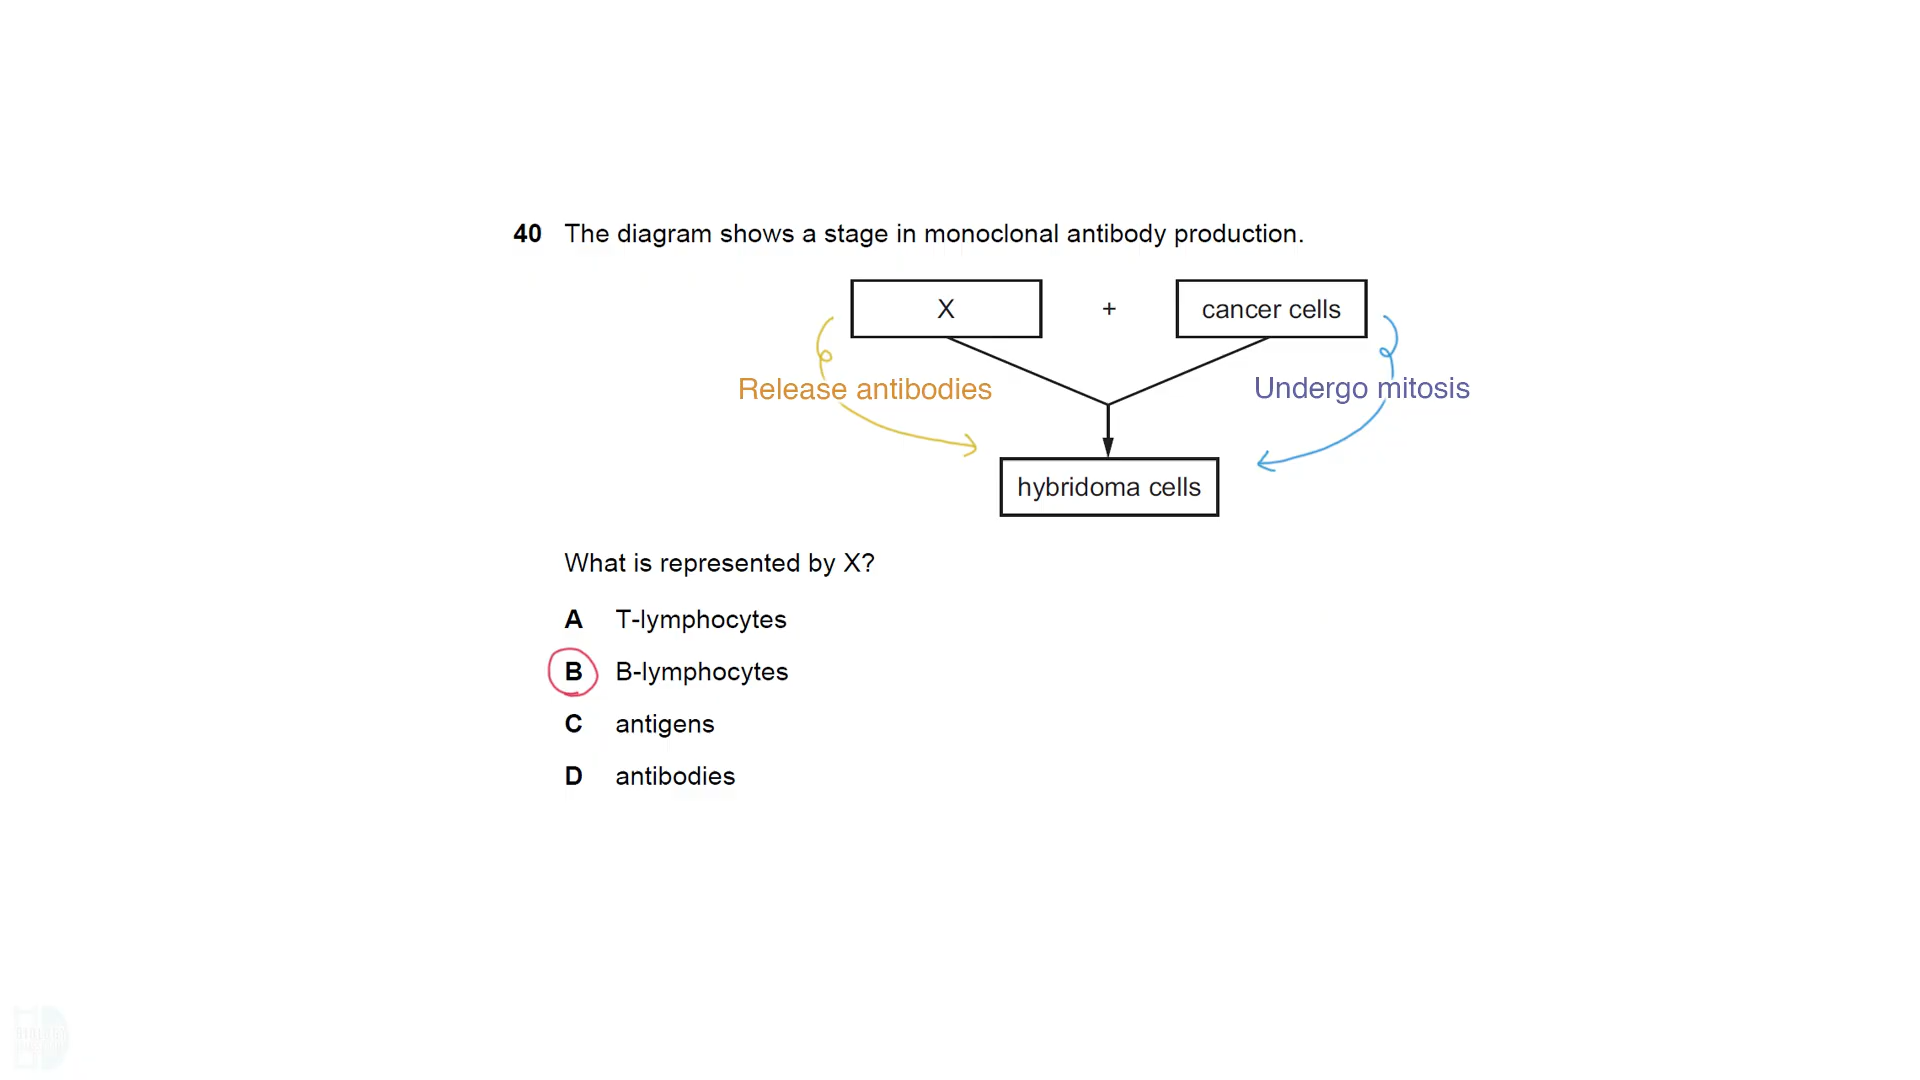 40 The diagram shows a stage in monoclonal antibody production.
X + cancer cells
Release antibodies Undergo mitosis
hybridoma cells
What is represented by X?
A T-lymphocytes
B B-lymphocytes
C antigens
D antibodies